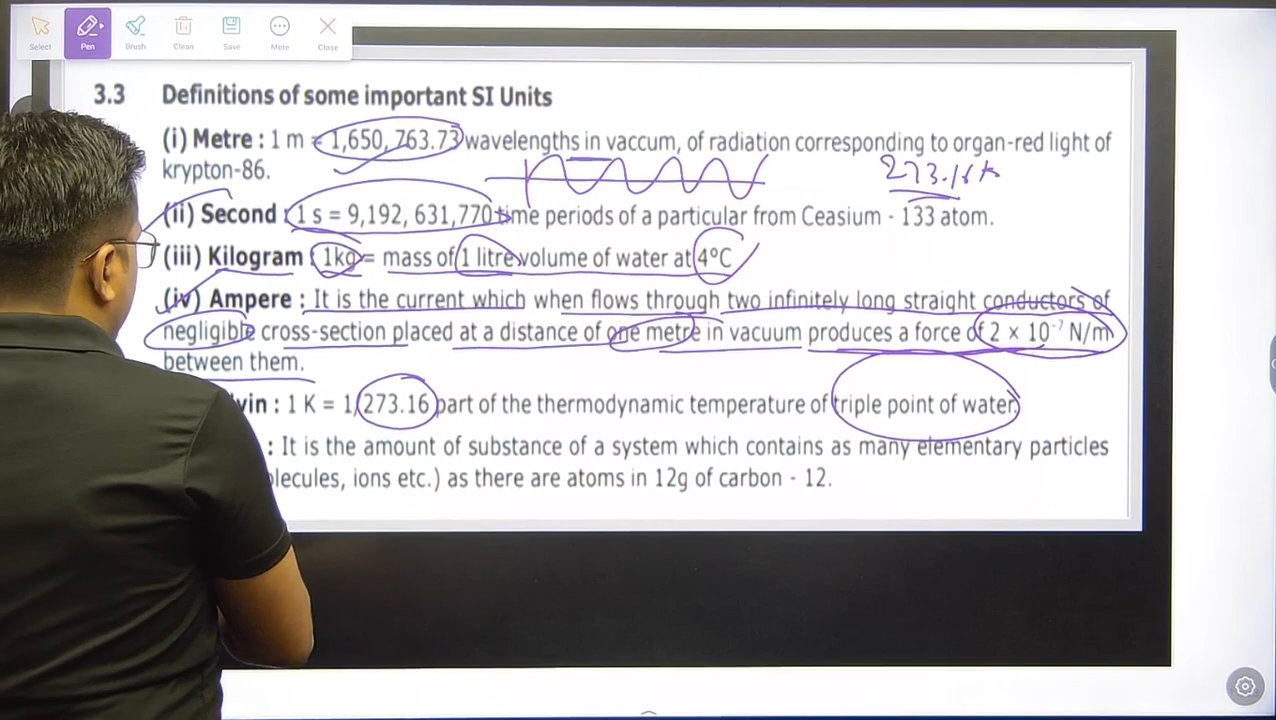 Select Pen Brush Clean Save More Close
3.3 Definitions of some important SI Units
(i) Metre : 1 m = 1,650, 763.73 wavelengths in vaccum, of radiation corresponding to organ-red light of
krypton-86.
273.16 K
(ii) Second : 1 s = 9,192, 631,770 time periods of a particular from Ceasium - 133 atom.
(iii) Kilogram : 1kg = mass of 1 litre volume of water at 4°C
(iv) Ampere : It is the current which when flows through two infinitely long straight conductors of
negligible cross-section placed at a distance of one metre in vacuum produces a force of 2 × 10⁻⁷ N/m
between them.
vin : 1 K = 1/273.16 part of the thermodynamic temperature of triple point of water.
: It is the amount of substance of a system which contains as many elementary particles
lecules, ions etc.) as there are atoms in 12g of carbon - 12.